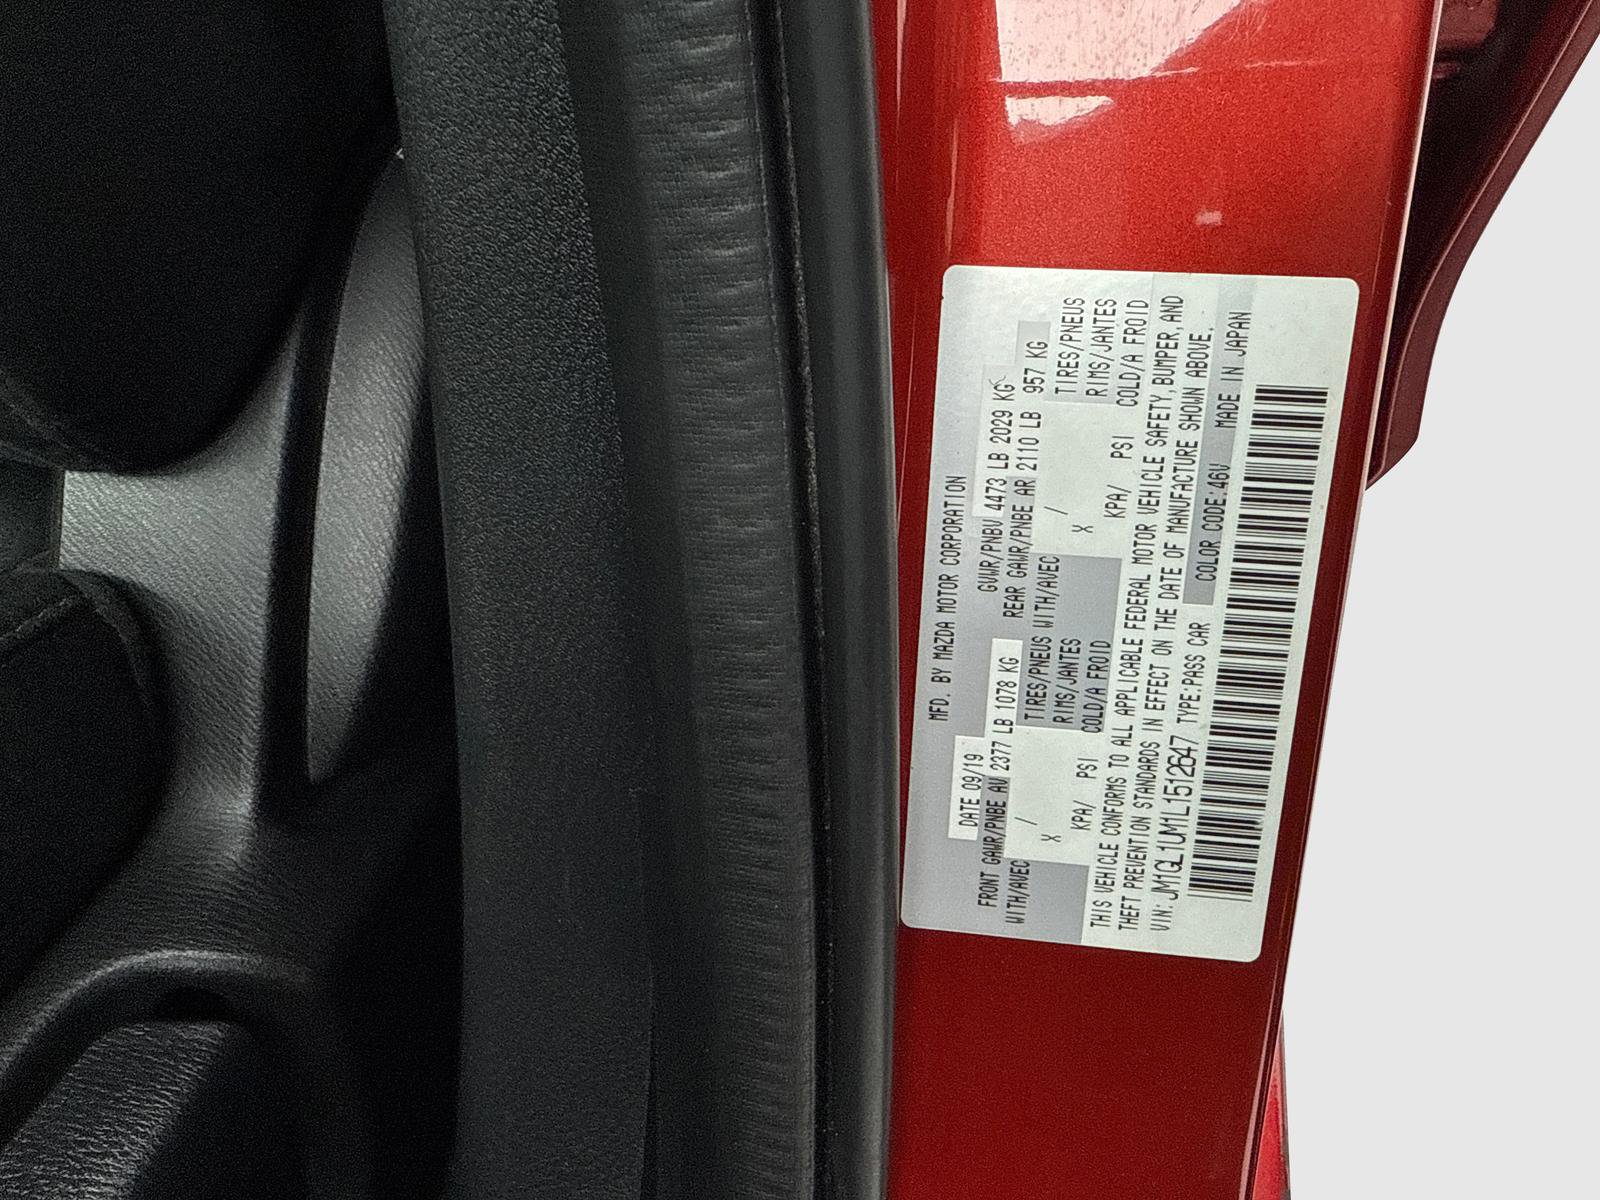 MFD. BY MAZDA MOTOR CORPORATION
DATE 09/19 GVWR/PNBV 4473 LB 2029 KG
FRONT GAWR/PNBE AV 2377 LB 1078 KG REAR GAWR/PNBE AR 2110 LB 957 KG
WITH/AVEC / TIRES/PNEUS WITH/AVEC / TIRES/PNEUS
X RIMS/JANTES X RIMS/JANTES
KPA/ PSI COLD/A FROID KPA/ PSI COLD/A FROID
THIS VEHICLE CONFORMS TO ALL APPLICABLE FEDERAL MOTOR VEHICLE SAFETY, BUMPER, AND
THEFT PREVENTION STANDARDS IN EFFECT ON THE DATE OF MANUFACTURE SHOWN ABOVE.
VIN: JM1GL1UM1L1512647 TYPE:PASS CAR COLOR CODE:46V MADE IN JAPAN